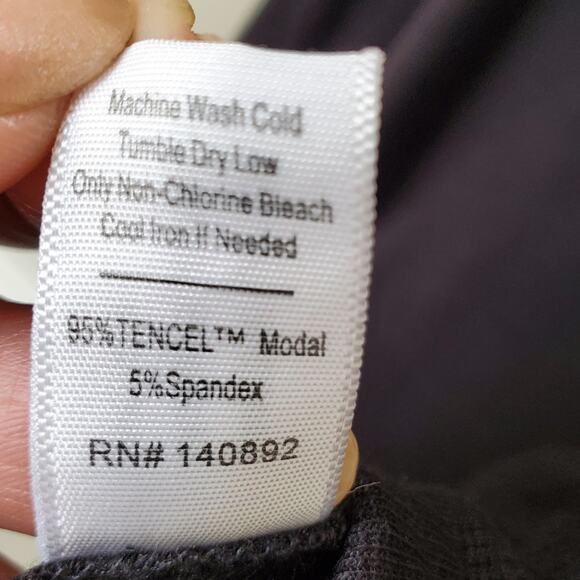 Machine Wash Cold
Tumble Dry Low
Only Non-Chlorine Bleach
Cool Iron If Needed
95%TENCEL™ Modal
5%Spandex
RN# 140892